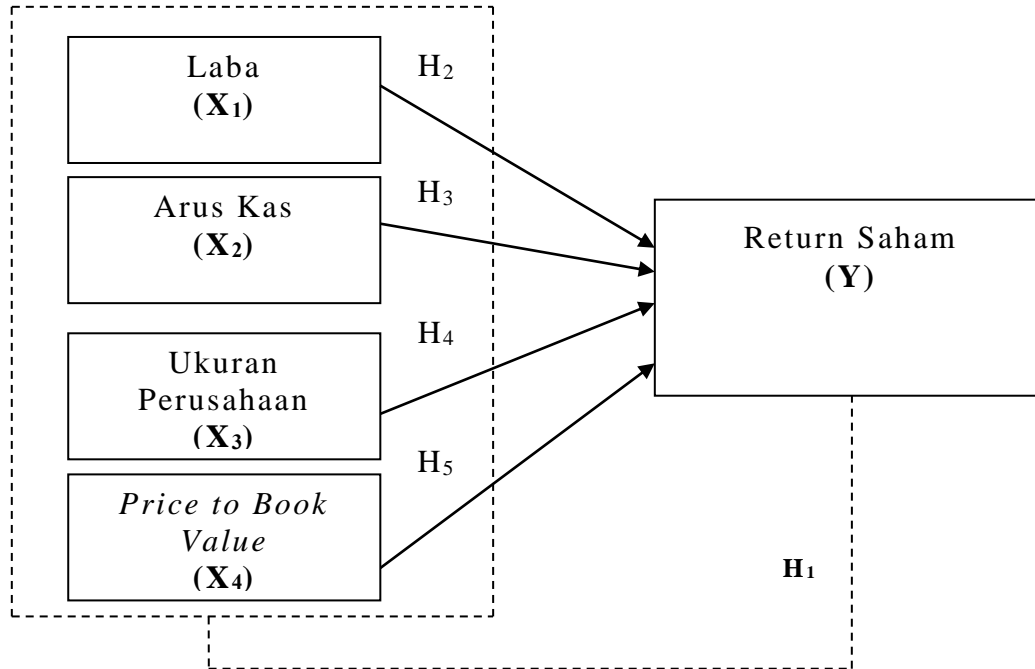 Laba
(X₁)
H₂
Arus Kas
(X₂)
H₃
Ukuran
Perusahaan
(X₃)
H₄
Price to Book
Value
(X₄)
H₅
Return Saham
(Y)
H₁